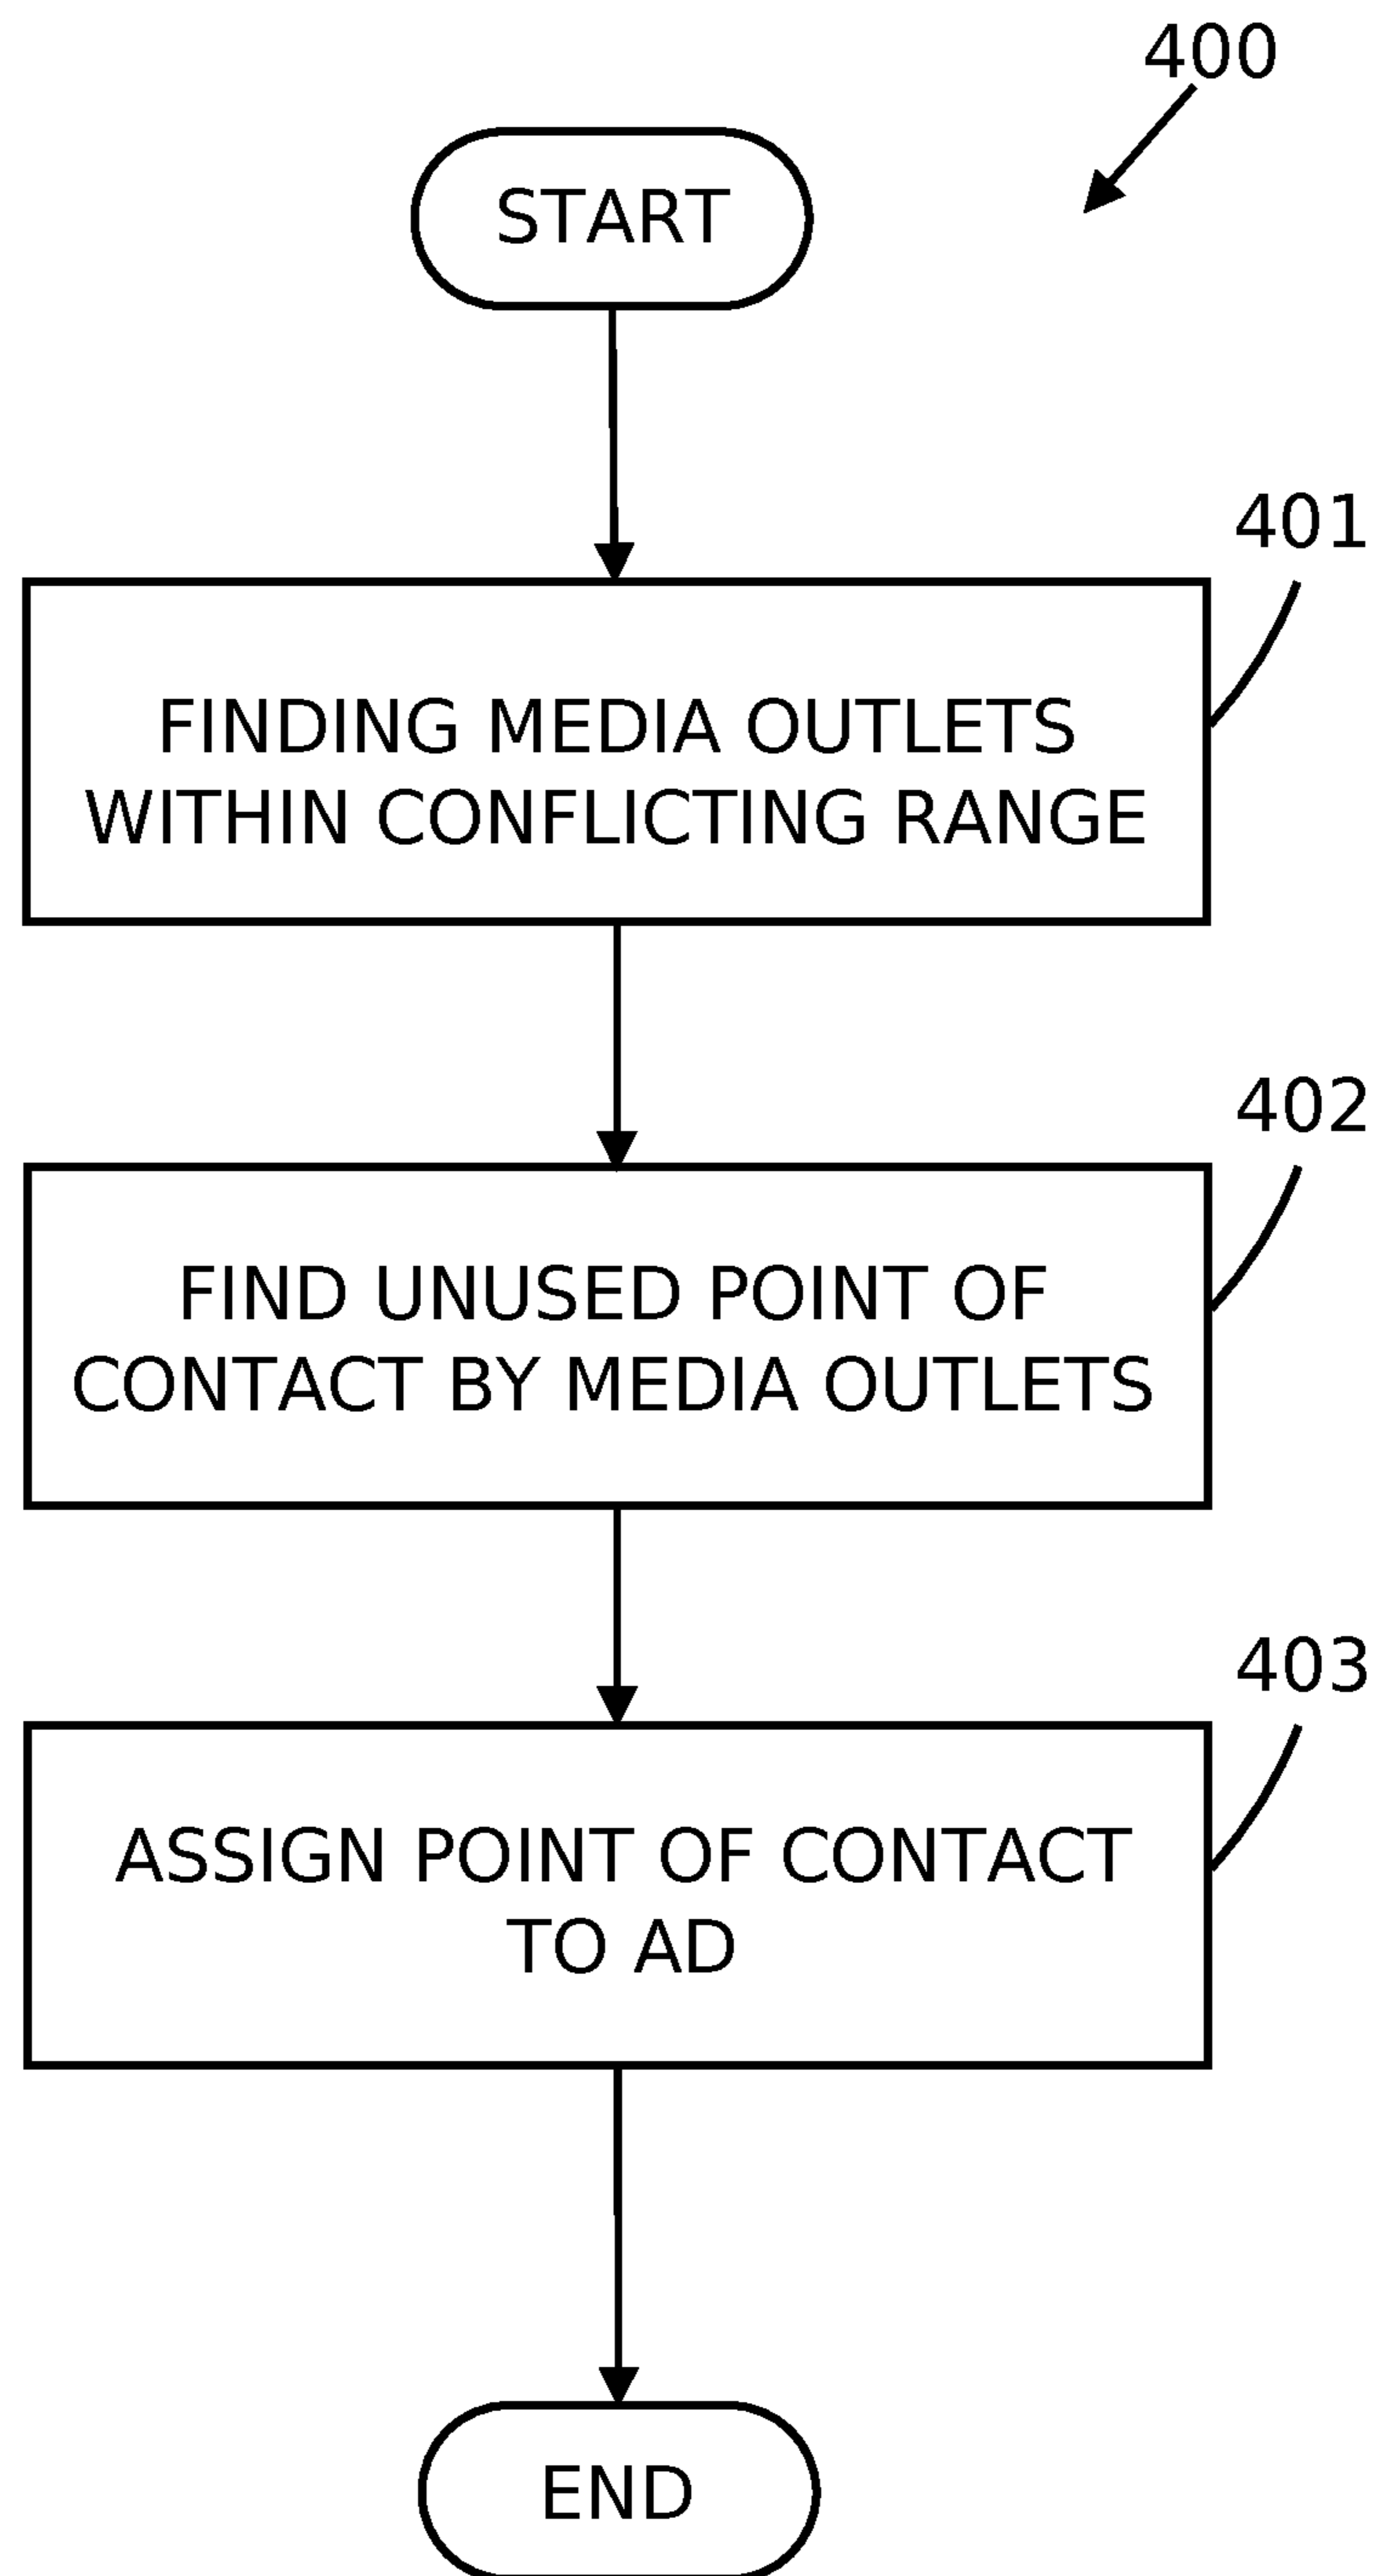 400
START
401
FINDING MEDIA OUTLETS
WITHIN CONFLICTING RANGE
402
FIND UNUSED POINT OF
CONTACT BY MEDIA OUTLETS
403
ASSIGN POINT OF CONTACT
TO AD
END